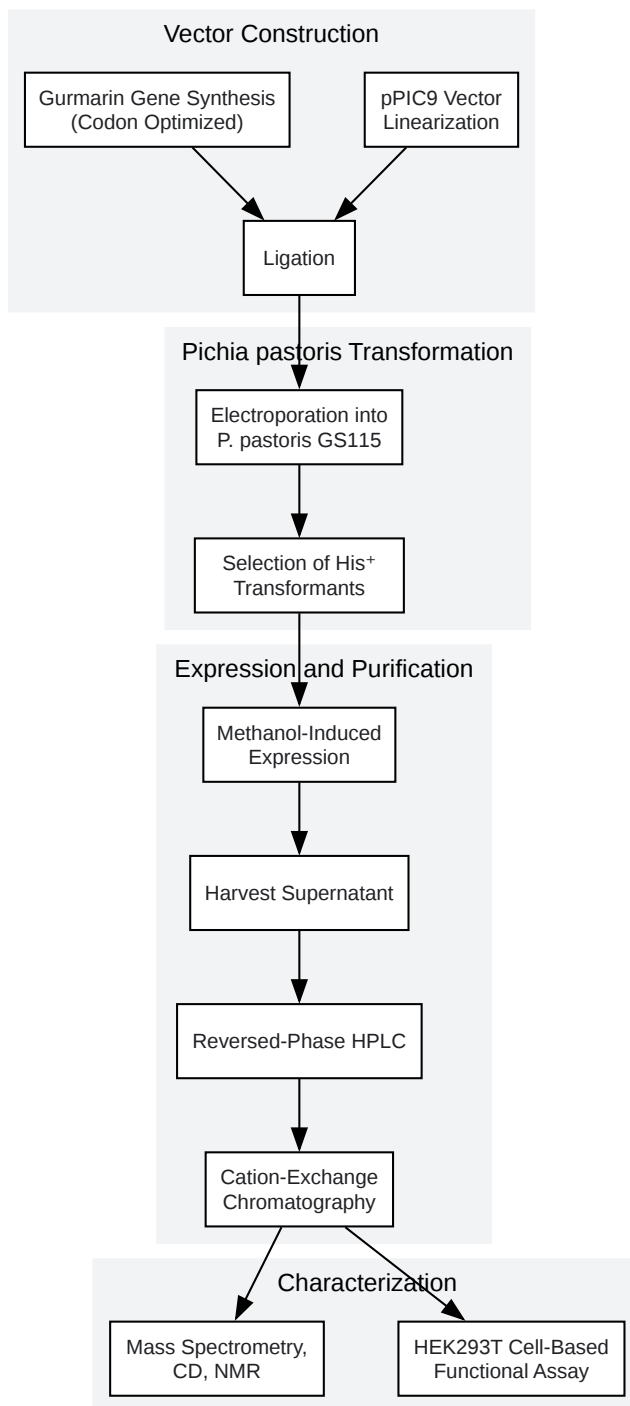 Vector Construction
Gurmarin Gene Synthesis
(Codon Optimized)
pPIC9 Vector
Linearization
Ligation
Pichia pastoris Transformation
Electroporation into
P. pastoris GS115
Selection of His⁺
Transformants
Expression and Purification
Methanol-Induced
Expression
Harvest Supernatant
Reversed-Phase HPLC
Cation-Exchange
Chromatography
Characterization
Mass Spectrometry,
CD, NMR
HEK293T Cell-Based
Functional Assay